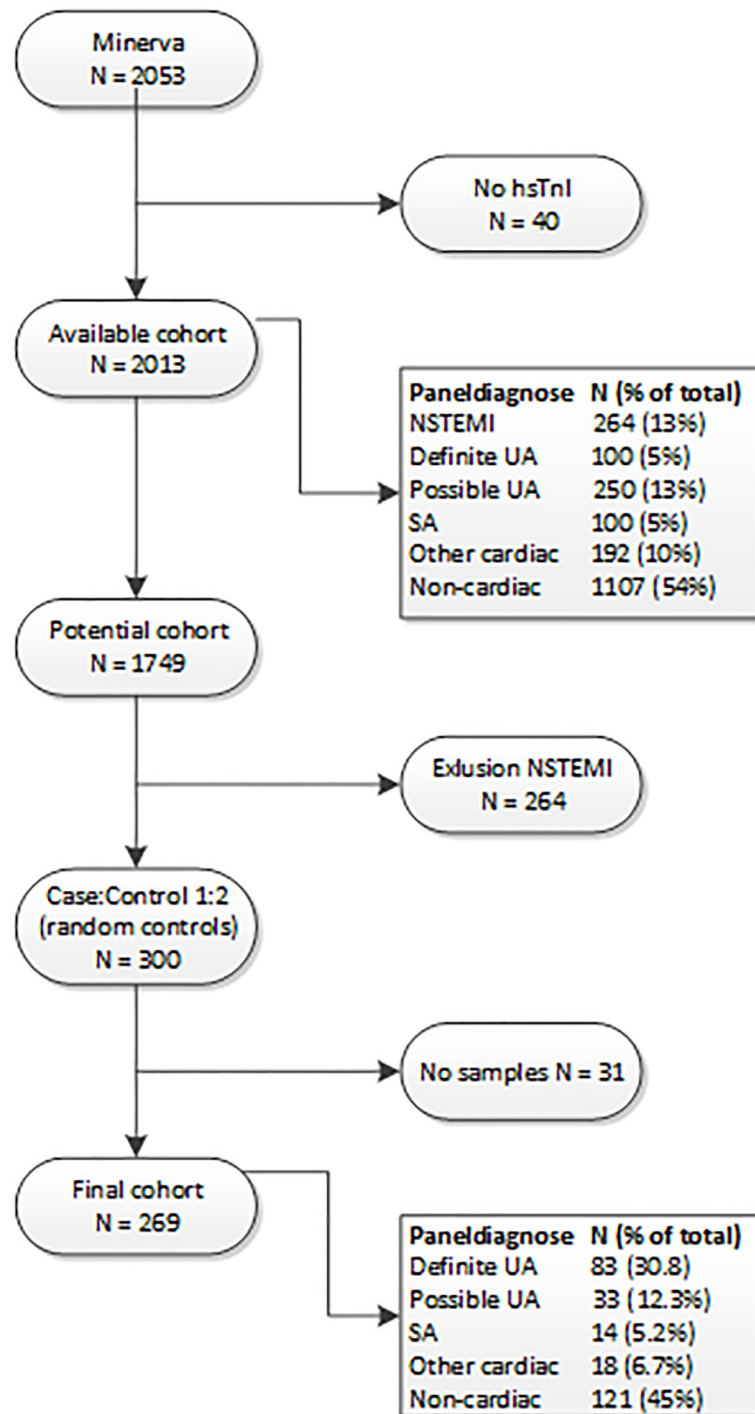 Minerva
N = 2053
No hsTnI
N = 40
Available cohort
N = 2013
Paneldiagnose N (% of total)
NSTEMI 264 (13%)
Definite UA 100 (5%)
Possible UA 250 (13%)
SA 100 (5%)
Other cardiac 192 (10%)
Non-cardiac 1107 (54%)
Potential cohort
N = 1749
Exlusion NSTEMI
N = 264
Case:Control 1:2
(random controls)
N = 300
No samples N = 31
Final cohort
N = 269
Paneldiagnose N (% of total)
Definite UA 83 (30.8)
Possible UA 33 (12.3%)
SA 14 (5.2%)
Other cardiac 18 (6.7%)
Non-cardiac 121 (45%)